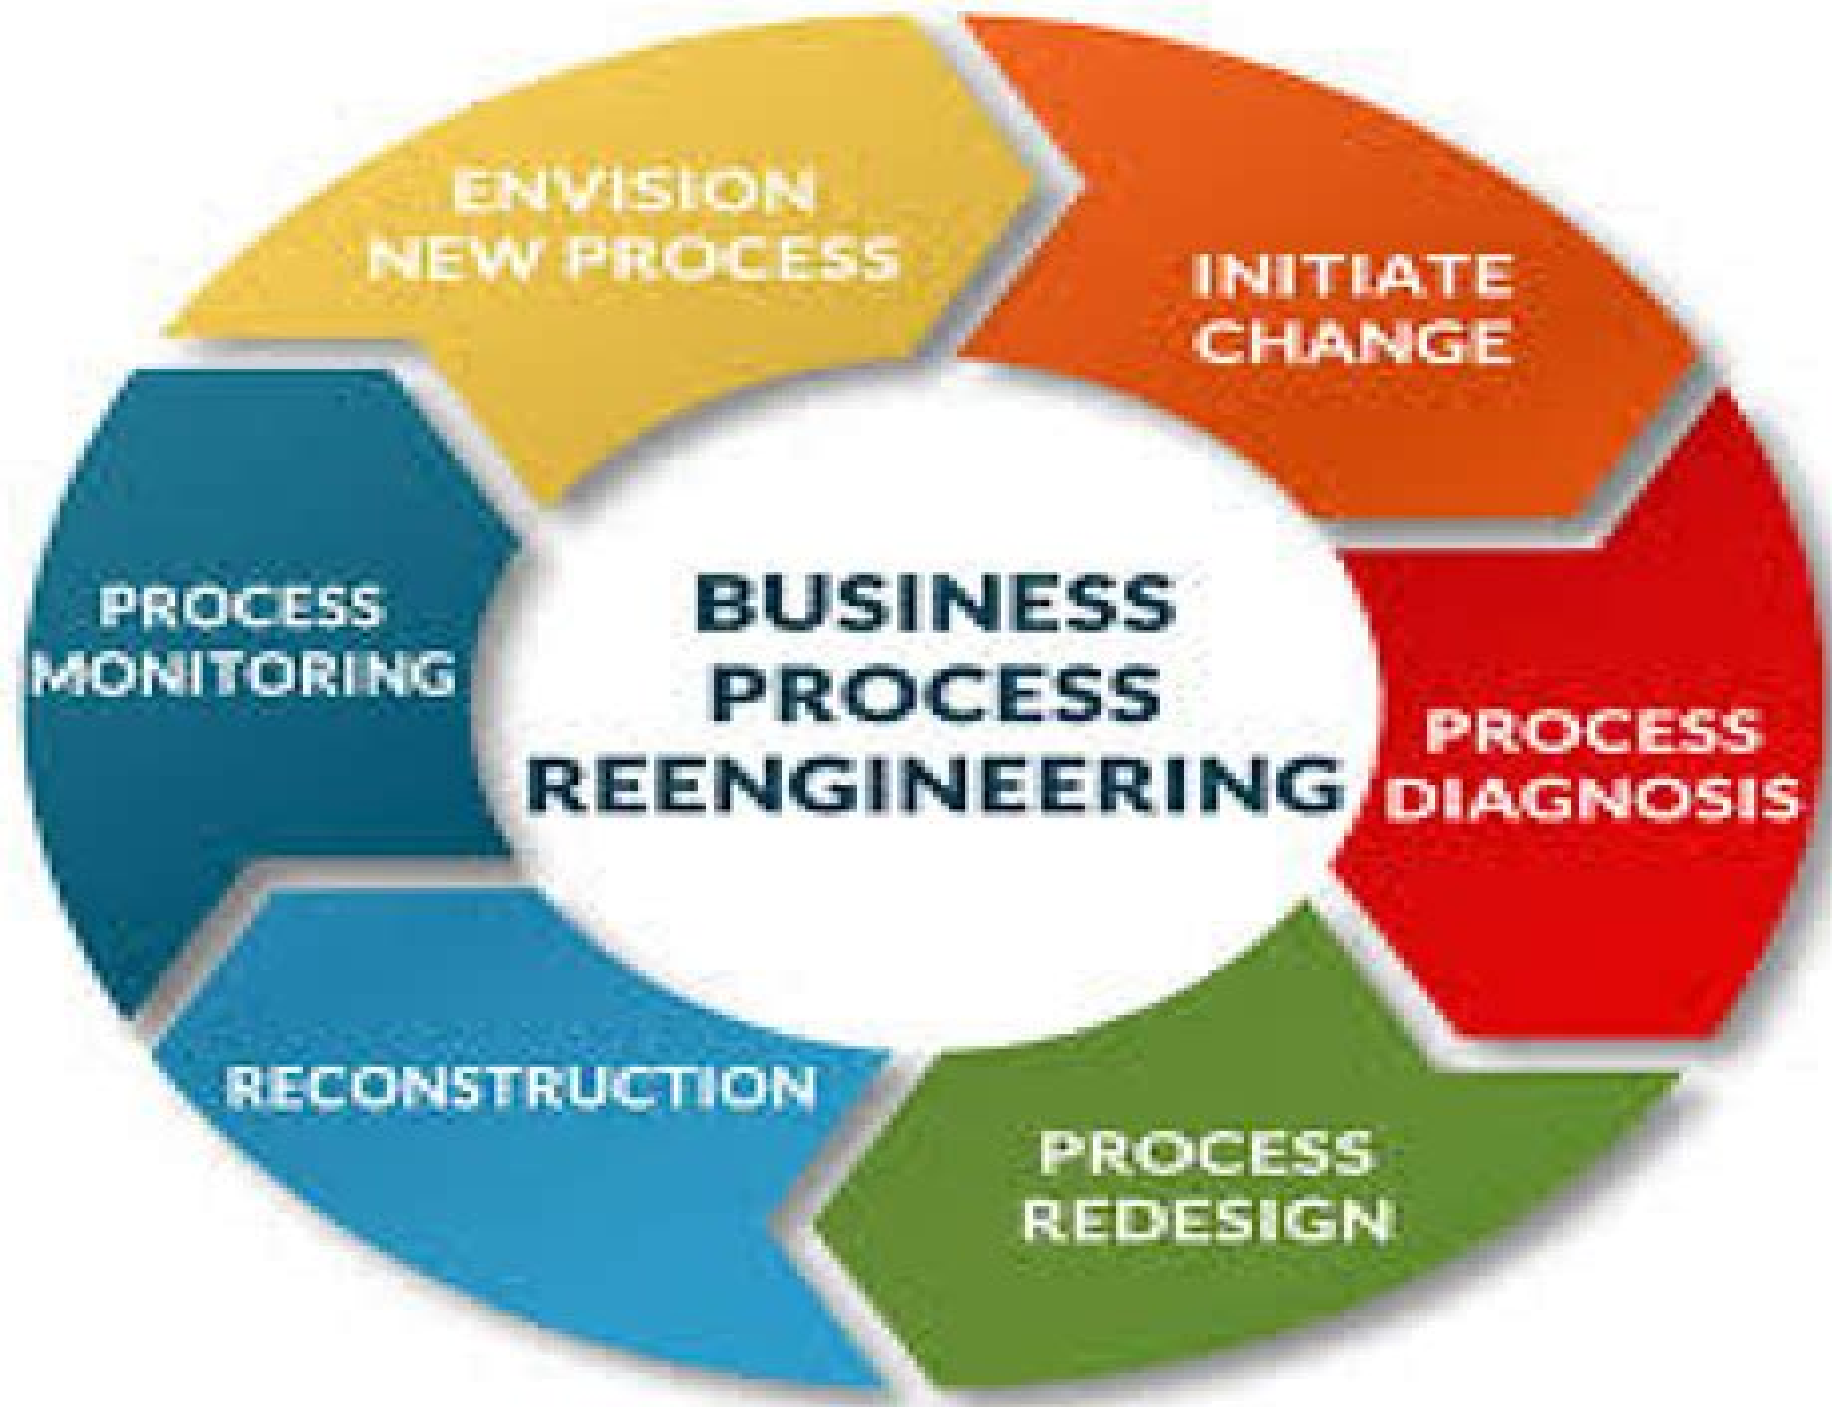 ENVISION
NEW PROCESS
INITIATE
CHANGE
PROCESS
DIAGNOSIS
PROCESS
REDESIGN
RECONSTRUCTION
PROCESS
MONITORING
BUSINESS
PROCESS
REENGINEERING